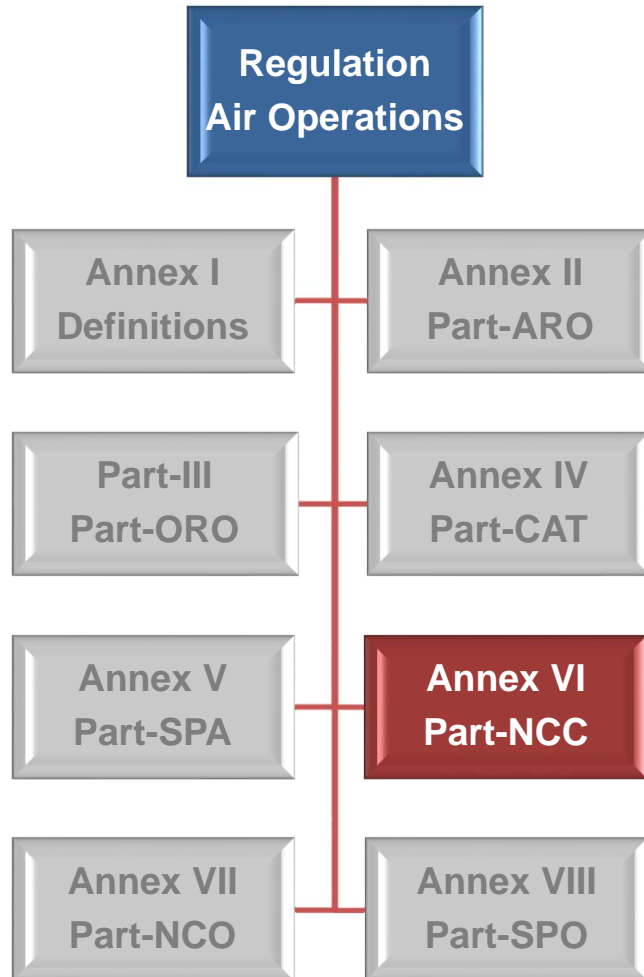 Regulation
Air Operations
Annex I
Definitions
Annex II
Part-ARO
Part-III
Part-ORO
Annex IV
Part-CAT
Annex V
Part-SPA
Annex VI
Part-NCC
Annex VII
Part-NCO
Annex VIII
Part-SPO